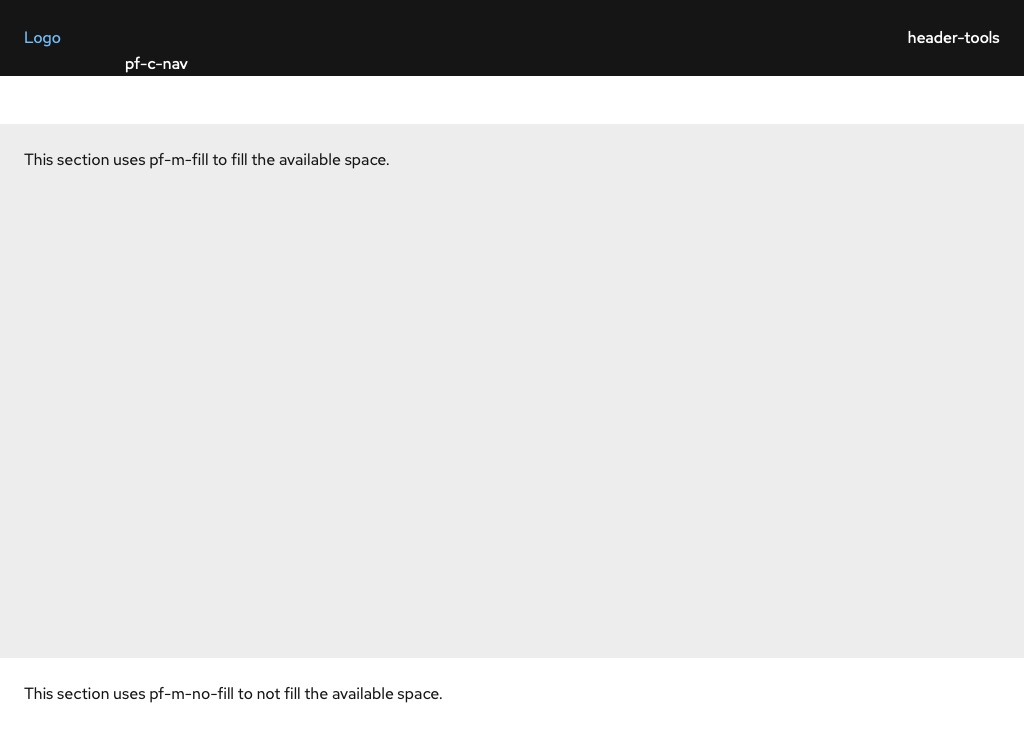 Logo
header-tools
pf-c-nav
This section uses pf-m-fill to fill the available space.
This section uses pf-m-no-fill to not fill the available space.